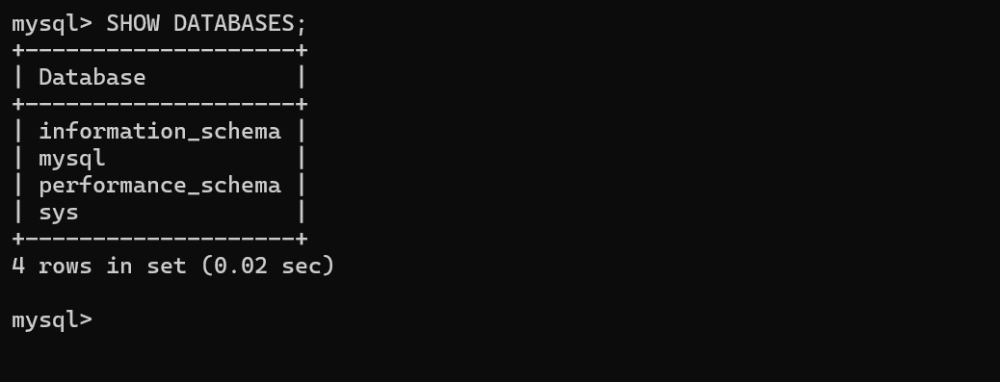 mysql> SHOW DATABASES;
+--------------------+
| Database           |
+--------------------+
| information_schema |
| mysql              |
| performance_schema |
| sys                |
+--------------------+
4 rows in set (0.02 sec)
mysql>